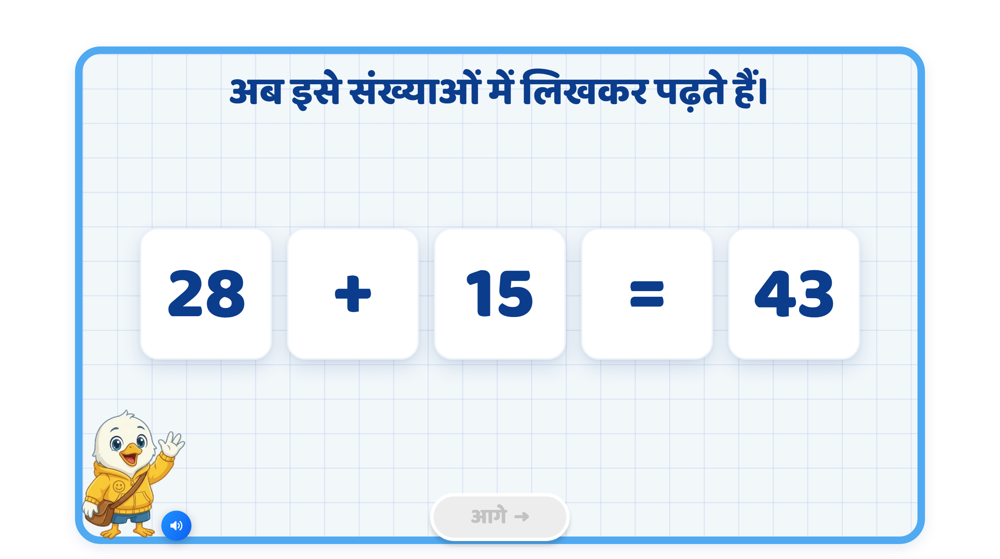 अब इसे संख्याओं में लिखकर पढ़ते हैं।
28 + 15 = 43
आगे →